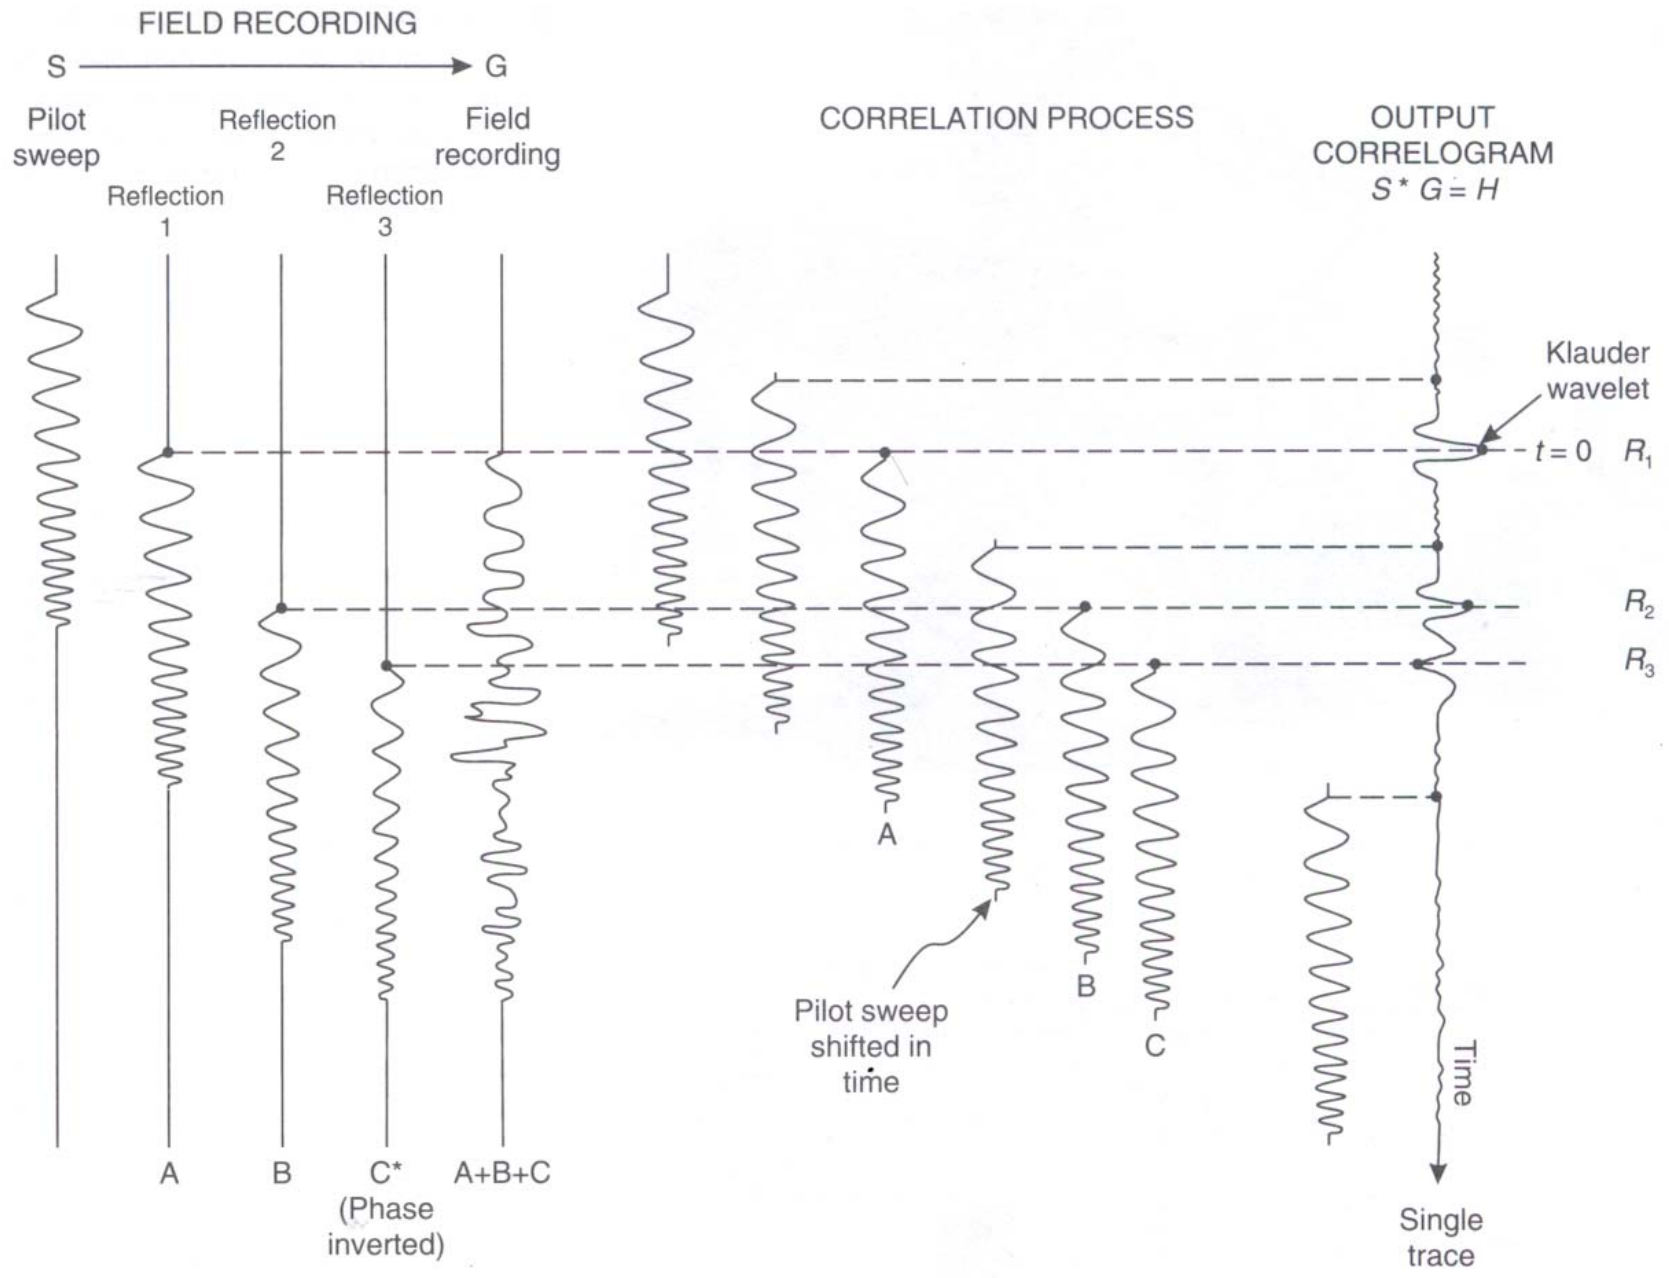 FIELD RECORDING
S
G
Pilot
sweep
Reflection
2
Field
recording
Reflection
1
Reflection
3
CORRELATION PROCESS
OUTPUT
CORRELOGRAM
S * G = H
Klauder
wavelet
t = 0
R1
R2
R3
A
B
C
Pilot sweep
shifted in
time
Time
A
B
C*
(Phase
inverted)
A+B+C
Single
trace